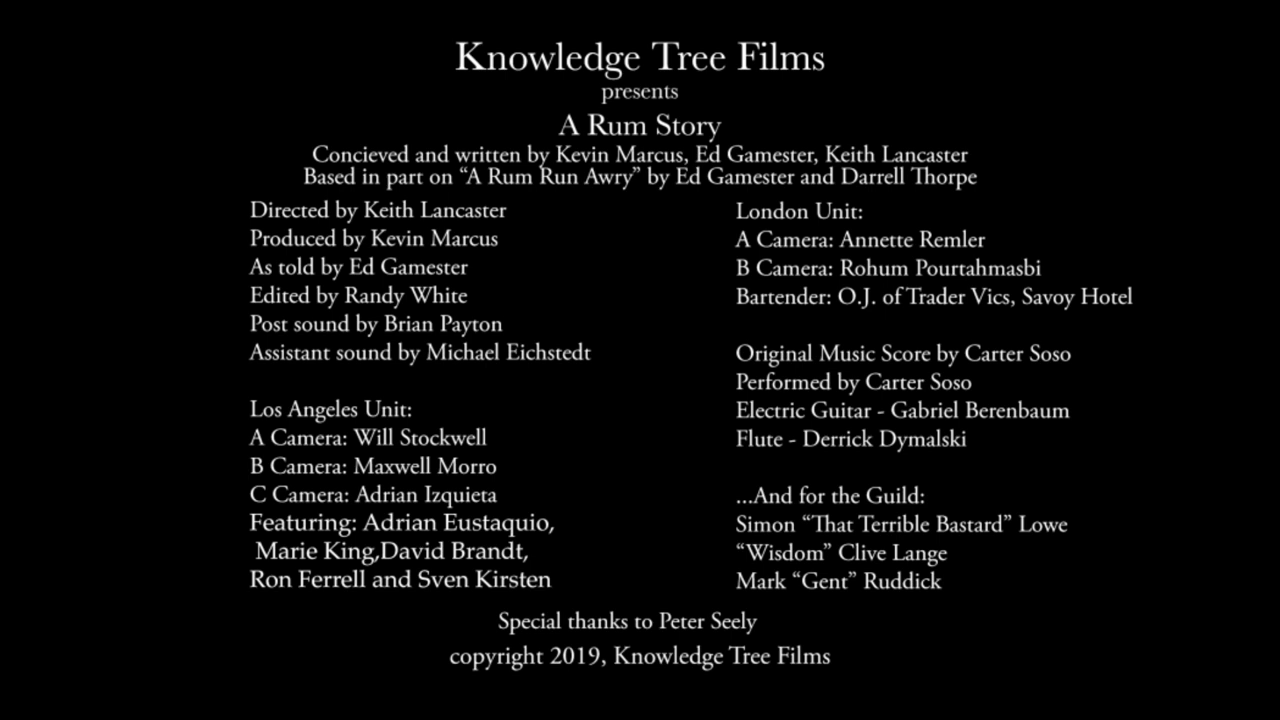 Knowledge Tree Films
presents
A Rum Story
Concieved and written by Kevin Marcus, Ed Gamester, Keith Lancaster
Based in part on “A Rum Run Awry” by Ed Gamester and Darrell Thorpe
Directed by Keith Lancaster
Produced by Kevin Marcus
As told by Ed Gamester
Edited by Randy White
Post sound by Brian Payton
Assistant sound by Michael Eichstedt
Los Angeles Unit:
A Camera: Will Stockwell
B Camera: Maxwell Morro
C Camera: Adrian Izquieta
Featuring: Adrian Eustaquio,
Marie King,David Brandt,
Ron Ferrell and Sven Kirsten
London Unit:
A Camera: Annette Remler
B Camera: Rohum Pourtahmasbi
Bartender: O.J. of Trader Vics, Savoy Hotel
Original Music Score by Carter Soso
Performed by Carter Soso
Electric Guitar - Gabriel Berenbaum
Flute - Derrick Dymalski
...And for the Guild:
Simon “That Terrible Bastard” Lowe
“Wisdom” Clive Lange
Mark “Gent” Ruddick
Special thanks to Peter Seely
copyright 2019, Knowledge Tree Films